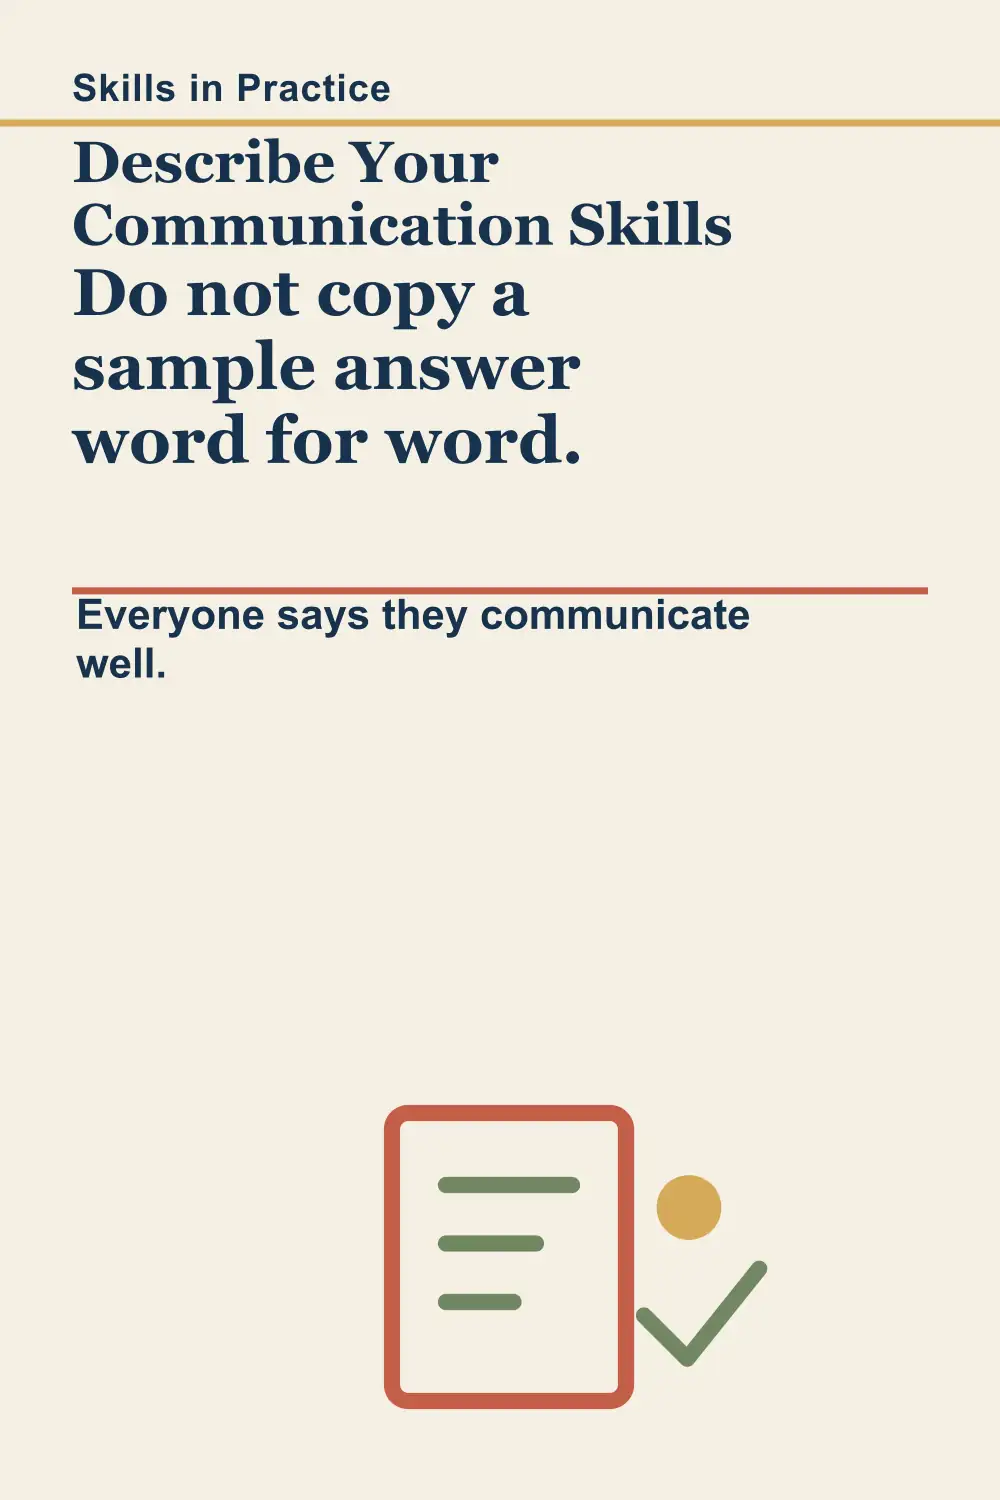 Skills in Practice
Describe Your
Communication Skills
Do not copy a
sample answer
word for word.
Everyone says they communicate
well.